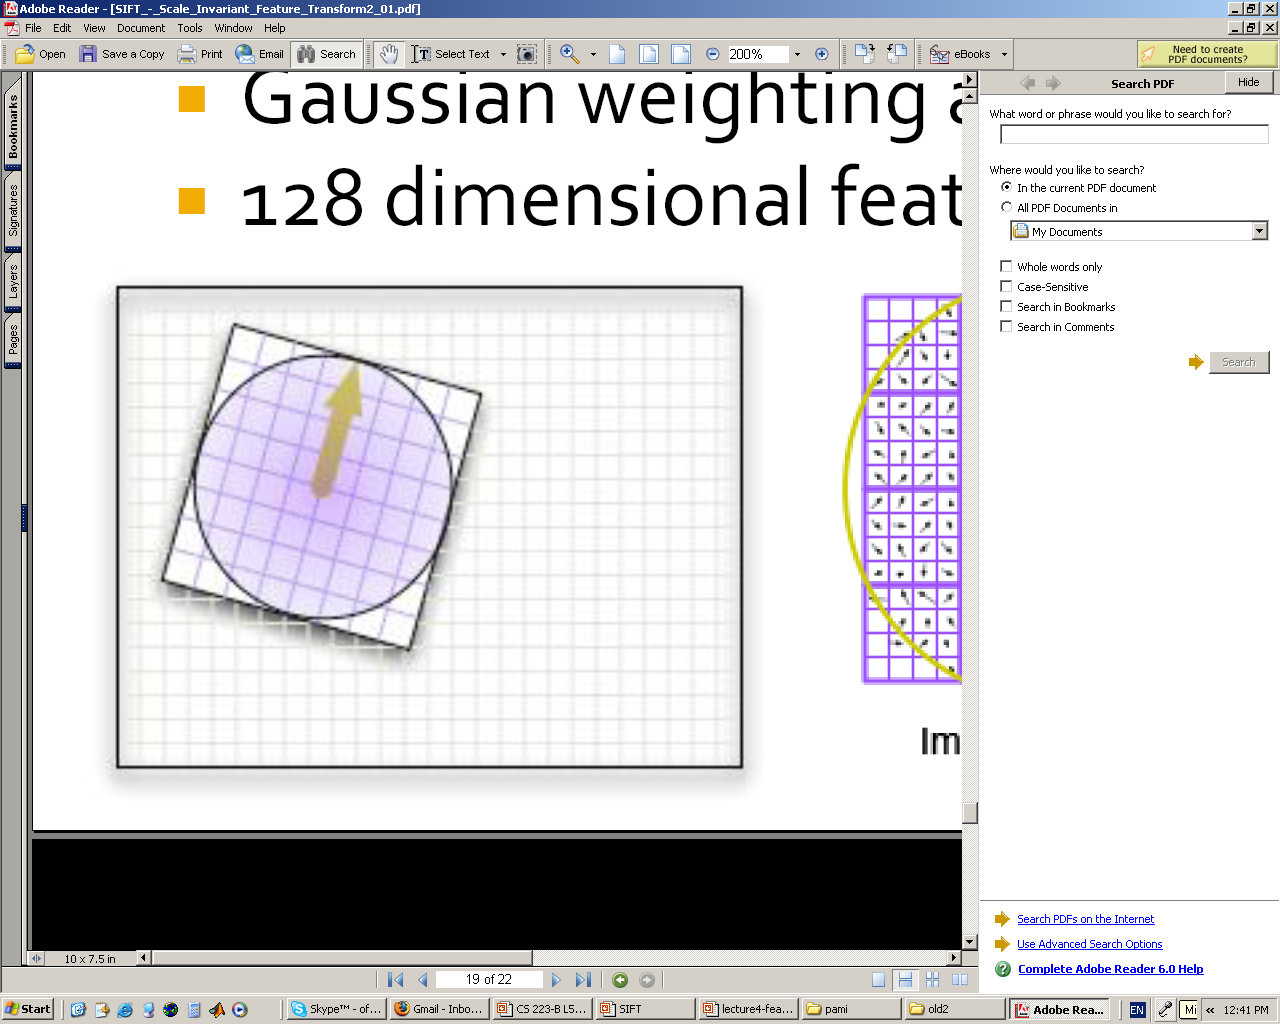 Adobe Reader - [SIFT_-_Scale_Invariant_Feature_Transform2_01.pdf]
File Edit View Document Tools Window Help
Open Save a Copy Print Email Search Select Text 200% eBooks Need to create PDF documents?
Search PDF Hide
Bookmarks
Signatures
Layers
Pages
Gaussian weighting a
128 dimensional feat
Im
What word or phrase would you like to search for?
Where would you like to search?
In the current PDF document
All PDF Documents in
My Documents
Whole words only
Case-Sensitive
Search in Bookmarks
Search in Comments
Search
Search PDFs on the Internet
Use Advanced Search Options
Complete Adobe Reader 6.0 Help
10 x 7.5 in
19 of 22
Start Skype™ - of... Gmail - Inbo... CS 223-B L5... SIFT lecture4-fea... pami old2 Adobe Rea... EN Mi « 12:41 PM